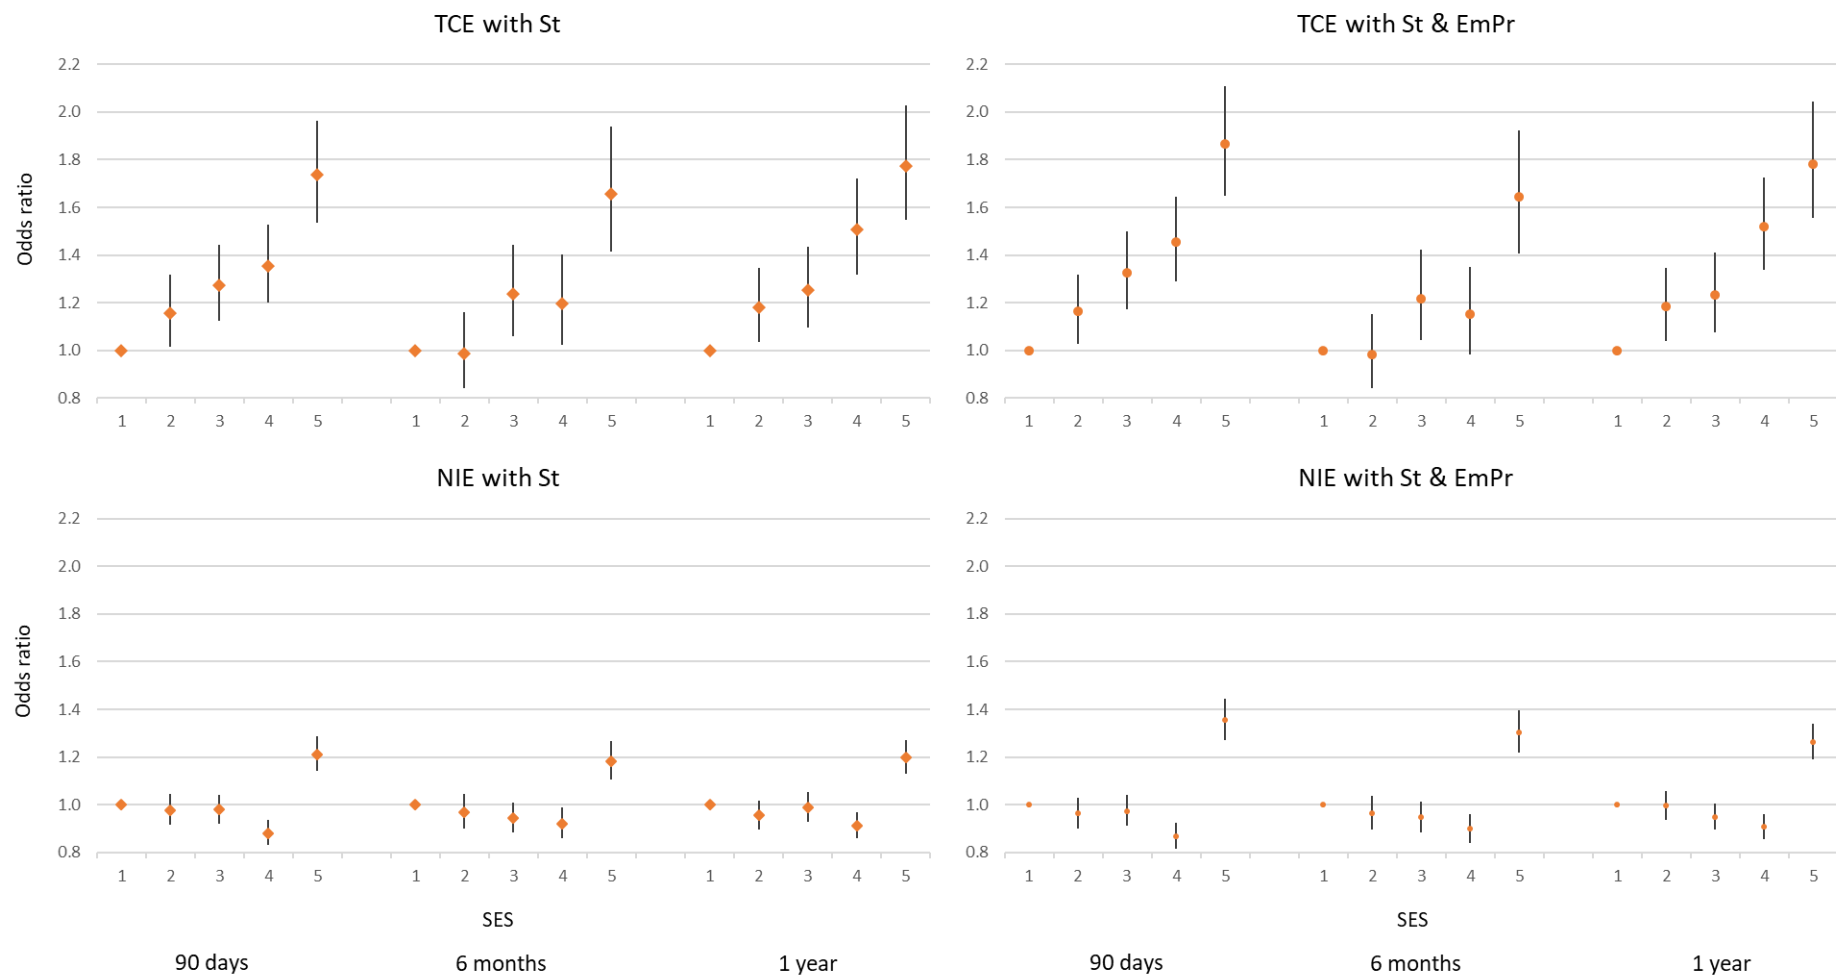 TCE with St
TCE with St & EmPr
Odds ratio
2.2
2.0
1.8
1.6
1.4
1.2
1.0
0.8
1 2 3 4 5 1 2 3 4 5 1 2 3 4 5
2.2
2.0
1.8
1.6
1.4
1.2
1.0
0.8
1 2 3 4 5 1 2 3 4 5 1 2 3 4 5
NIE with St
NIE with St & EmPr
Odds ratio
2.2
2.0
1.8
1.6
1.4
1.2
1.0
0.8
1 2 3 4 5 1 2 3 4 5 1 2 3 4 5
2.2
2.0
1.8
1.6
1.4
1.2
1.0
0.8
1 2 3 4 5 1 2 3 4 5 1 2 3 4 5
SES
SES
90 days 6 months 1 year
90 days 6 months 1 year